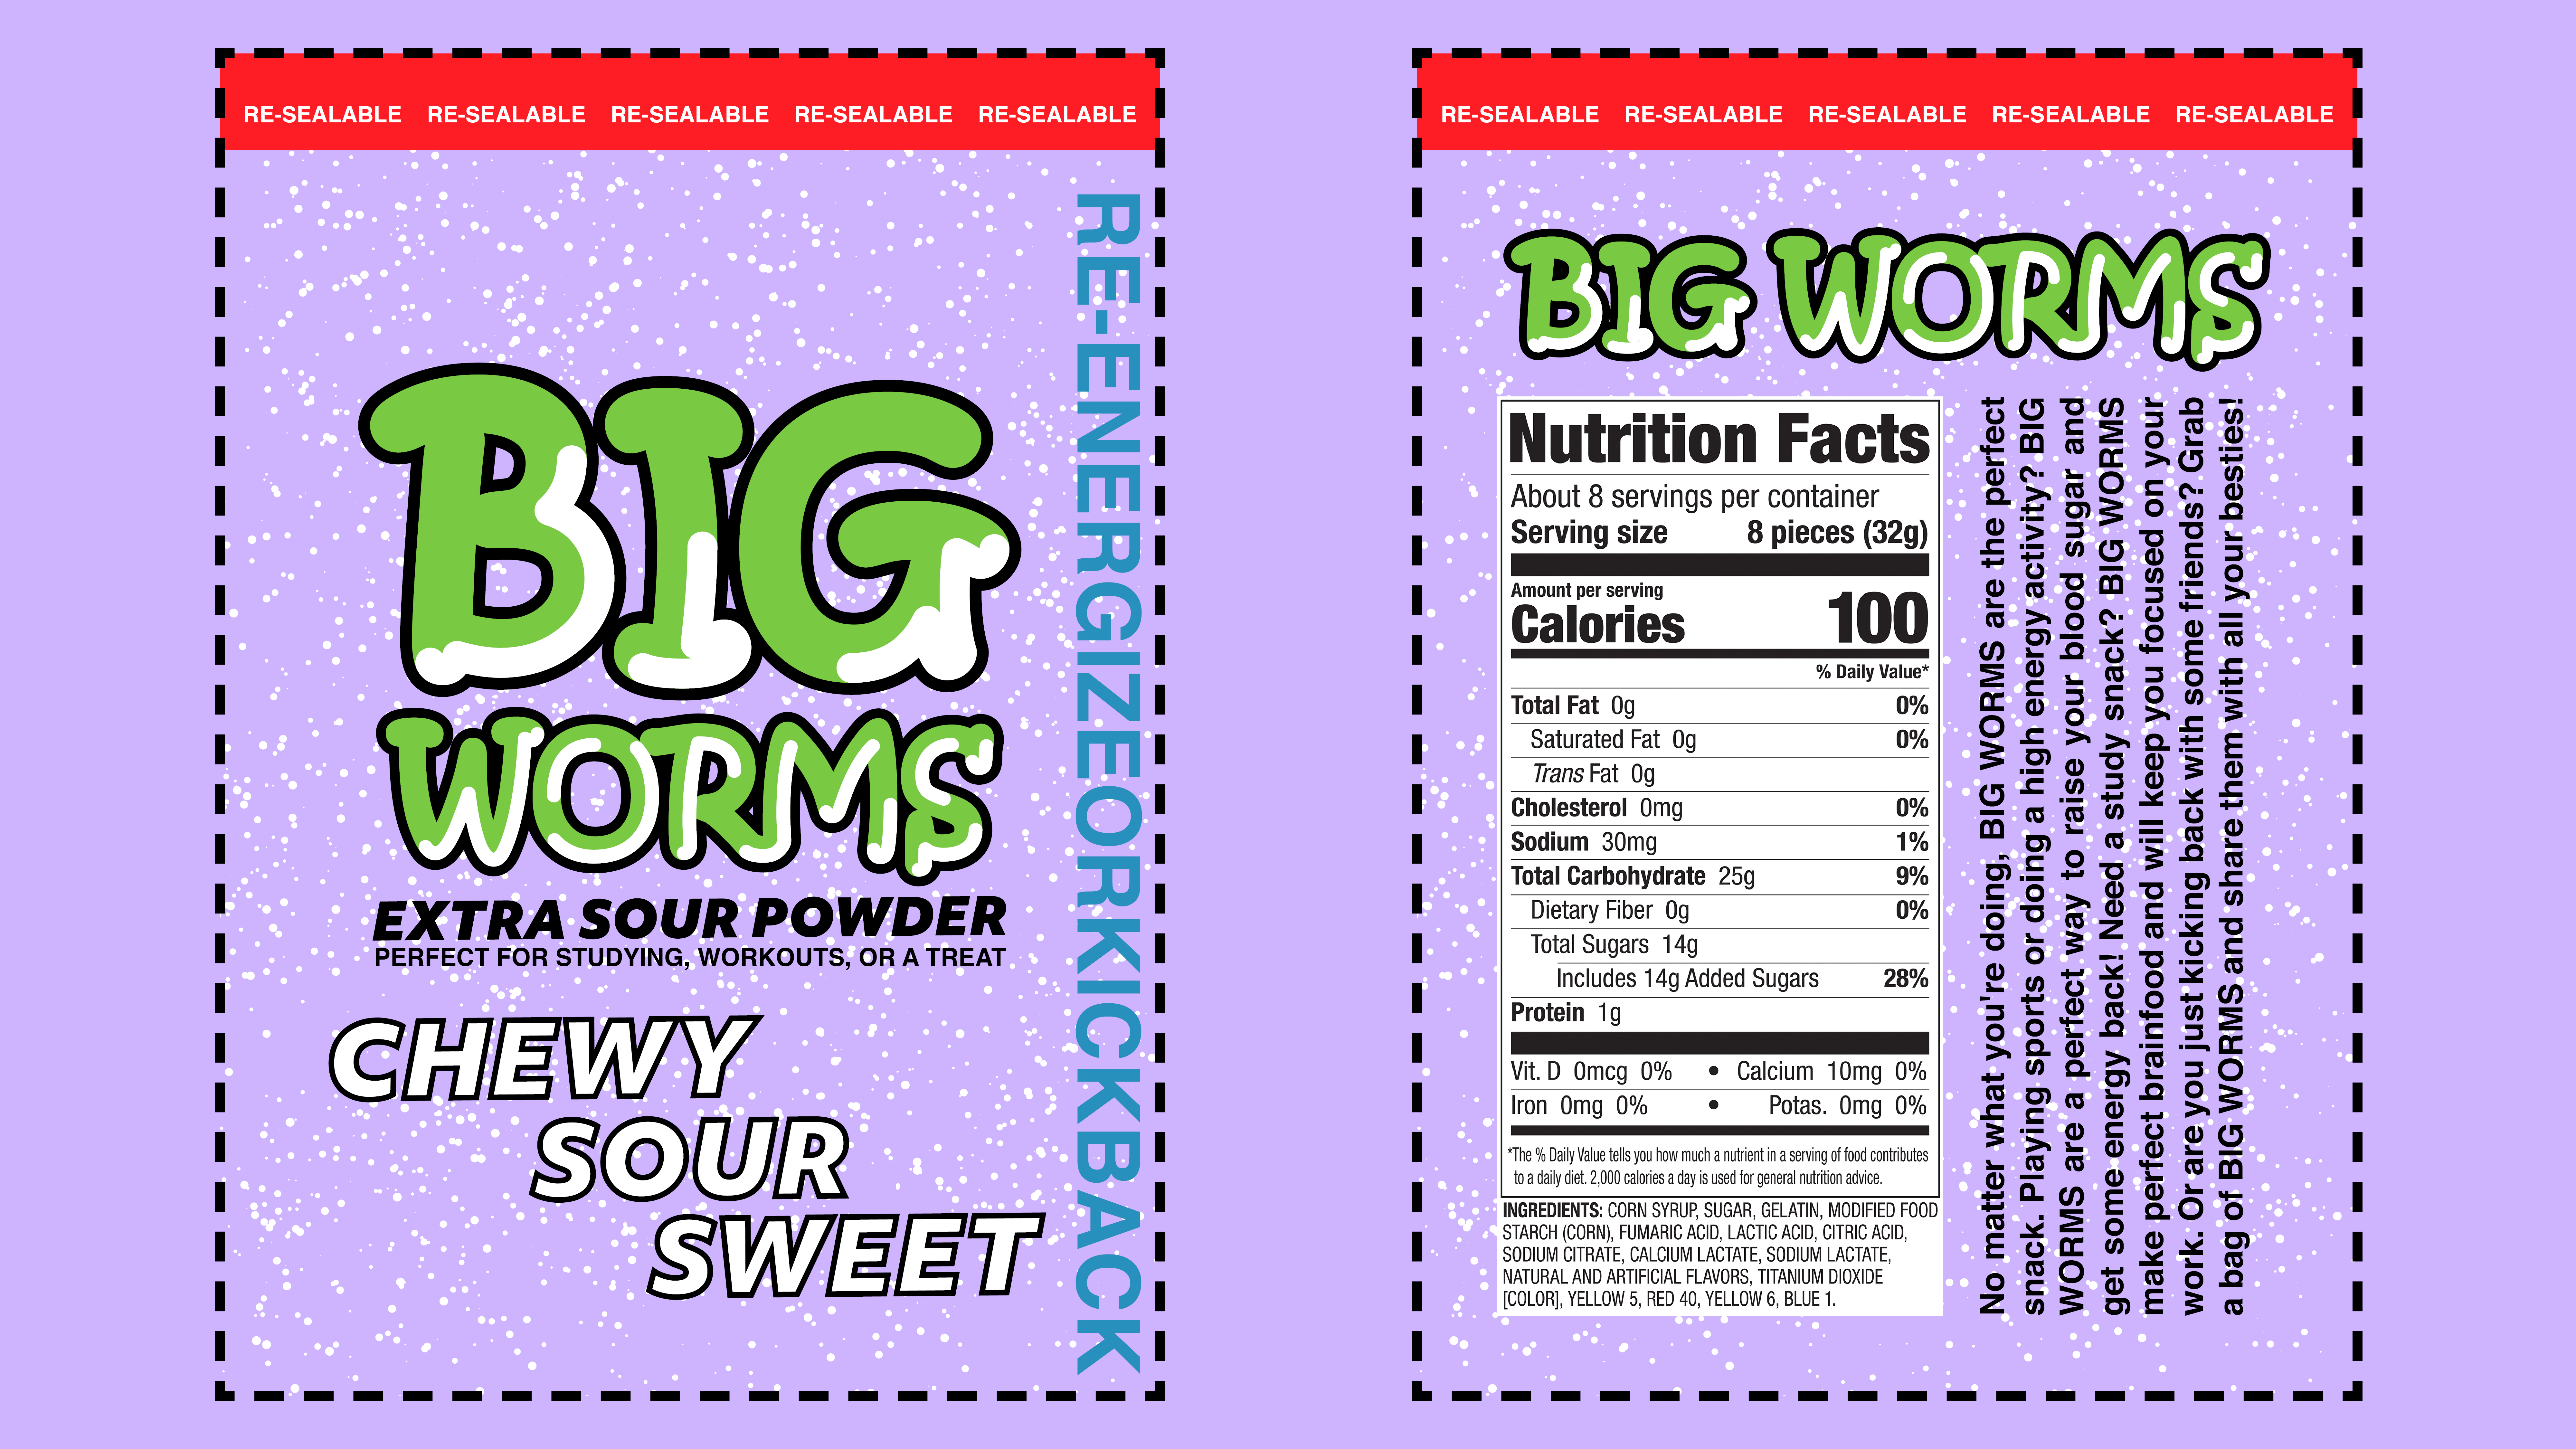 RE-SEALABLE RE-SEALABLE RE-SEALABLE RE-SEALABLE RE-SEALABLE
BIG
WORMS
EXTRA SOUR POWDER
PERFECT FOR STUDYING, WORKOUTS, OR A TREAT
CHEWY
SOUR
SWEET
RE-ENERGIZEORKICKBACK
RE-SEALABLE RE-SEALABLE RE-SEALABLE RE-SEALABLE RE-SEALABLE
BIG WORMS
Nutrition Facts
About 8 servings per container
Serving size 8 pieces (32g)
Amount per serving
Calories 100
% Daily Value*
Total Fat 0g 0%
Saturated Fat 0g 0%
Trans Fat 0g
Cholesterol 0mg 0%
Sodium 30mg 1%
Total Carbohydrate 25g 9%
Dietary Fiber 0g 0%
Total Sugars 14g
Includes 14g Added Sugars 28%
Protein 1g
Vit. D 0mcg 0% • Calcium 10mg 0%
Iron 0mg 0% • Potas. 0mg 0%
*The % Daily Value tells you how much a nutrient in a serving of food contributes
to a daily diet. 2,000 calories a day is used for general nutrition advice.
INGREDIENTS: CORN SYRUP, SUGAR, GELATIN, MODIFIED FOOD
STARCH (CORN), FUMARIC ACID, LACTIC ACID, CITRIC ACID,
SODIUM CITRATE, CALCIUM LACTATE, SODIUM LACTATE,
NATURAL AND ARTIFICIAL FLAVORS, TITANIUM DIOXIDE
[COLOR], YELLOW 5, RED 40, YELLOW 6, BLUE 1.
No matter what you're doing, BIG WORMS are the perfect
snack. Playing sports or doing a high energy activity? BIG
WORMS are a perfect way to raise your blood sugar and
get some energy back! Need a study snack? BIG WORMS
make perfect brainfood and will keep you focused on your
work. Or are you just kicking back with some friends? Grab
a bag of BIG WORMS and share them with all your besties!